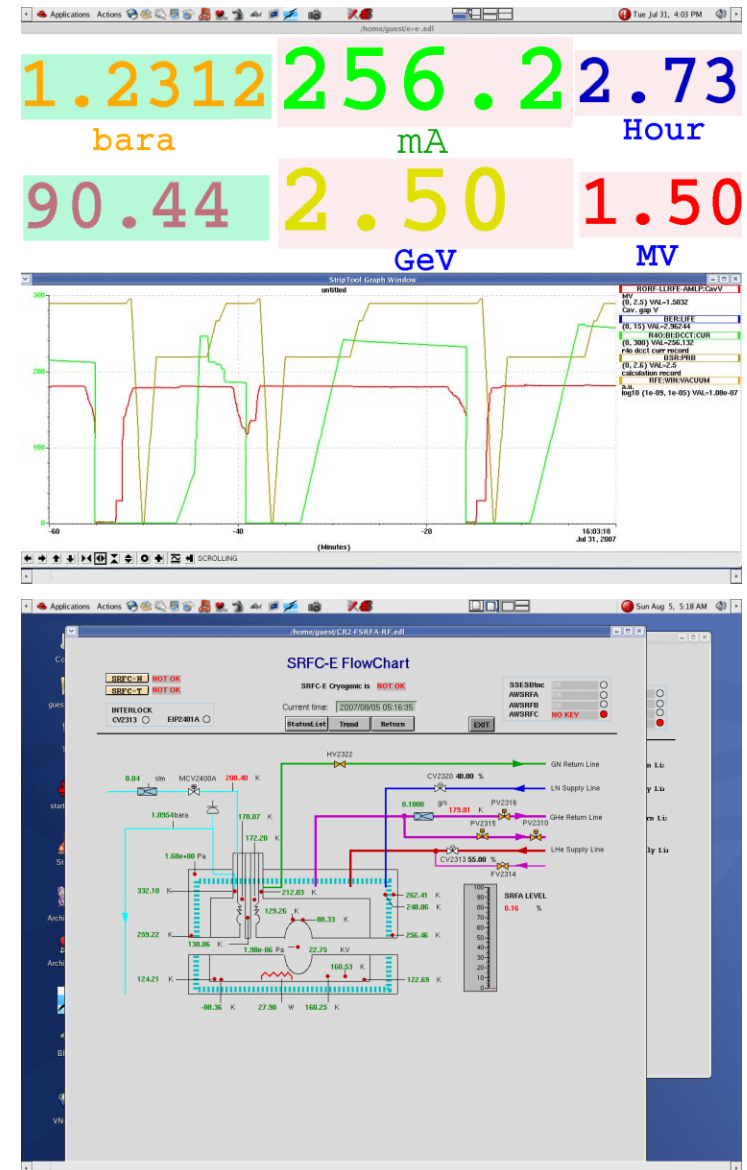 Applications Actions
Tue Jul 31, 4:03 PM
/home/guest/e+e-.edl
1.2312 256.2 2.73
bara mA Hour
90.44 2.50 1.50
GeV MV
StripTool Graph Window
untitled
RORF-LLRFE-AMLP:CavV
MV
(0, 2.5) VAL=1.5032
Cav. gap V
BER:LIFE
(0, 15) VAL=2.96244
R4O:BI:DCCT:CUR
(0, 300) VAL=256.132
r4o dcct curr record
BSR:PRB
(0, 2.6) VAL=2.5
calculation record
RFE:WIN:VACUUM
a.u.
log10 (1e-09, 1e-05) VAL=1.08e-07
300
200
100
0
-60 -40 -20 16:03:18
Jul 31, 2007
(Minutes)
SCROLLING
Applications Actions
Sun Aug 5, 5:18 AM
/home/guest/CR2-FSRFA-RF.edl
SRFC-E FlowChart
SRFC-H NOT OK
SRFC-T NOT OK
SRFC-E Cryogenic is NOT OK
INTERLOCK
CV2313 EIP2401A
Current time: 2007/08/05 05:16:35
StatusList Trend Return EXIT
AWSRFA
AWSRFB
AWSRFC NO KEY
HV2322
GN Return Line
0.04 slm MCV2400A 200.40 K
CV2320 40.00 %
LN Supply Line
0.1000 g/s 179.81 K PV2316
1.0954bara 178.07 K
PV2315 PV2310 GHe Return Line
172.20 K
LHe Supply Line
CV2313 55.00 %
1.68e+00 Pa
FV2314
332.18 K 212.03 K 262.41 K
248.06 K
129.26 K 88.33 K
259.22 K 256.46 K
138.06 K
1.98e-06 Pa 22.75 KV
168.53 K
124.21 K 122.69 K
-88.36 K 27.98 W 168.25 K
100
90
80
70
60
50
40
30
20
10
0
SRFA LEVEL
0.16 %